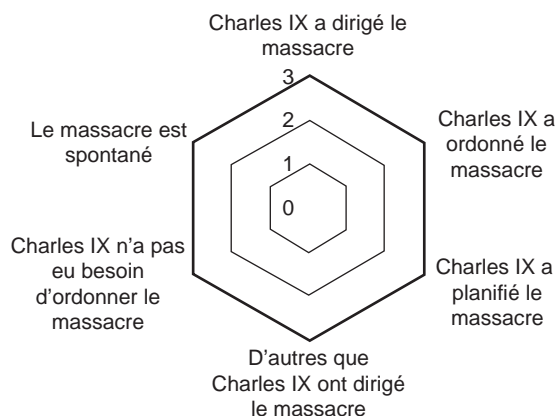 Charles IX a dirigé le
massacre
3
2
1
0
Charles IX a
ordonné le
massacre
Charles IX a
planifié le
massacre
D'autres que
Charles IX ont dirigé
le massacre
Charles IX n'a pas
eu besoin
d'ordonner le
massacre
Le massacre est
spontané